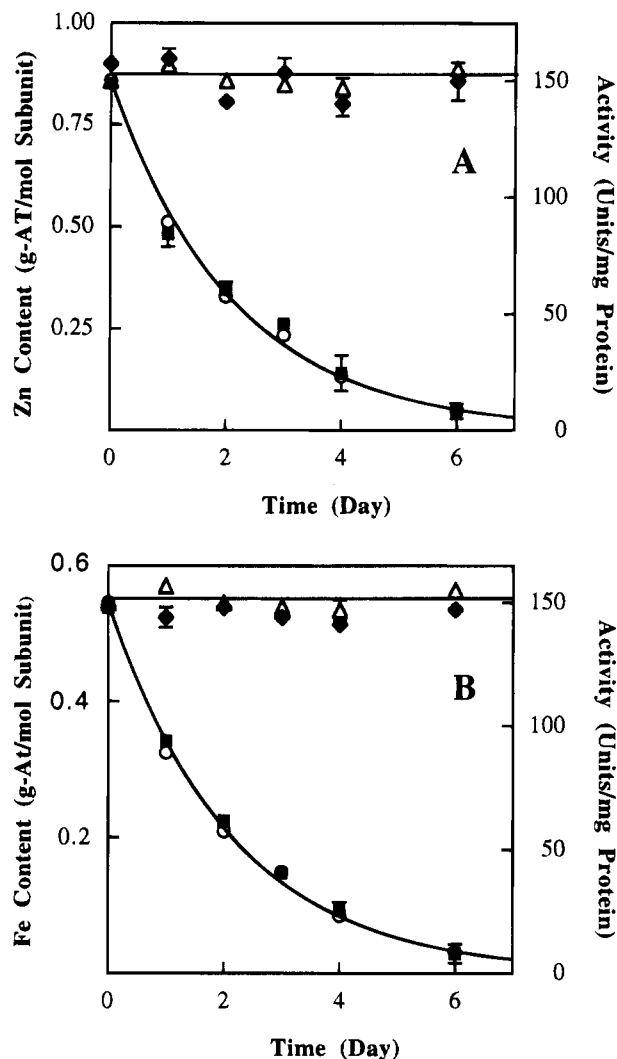 1.00
0.75
0.50
0.25
Zn Content (g-AT/mol Subunit)
A
150
100
50
0
Activity (Units/mg Protein)
0 2 4 6
Time (Day)
0.6
0.4
0.2
Fe Content (g-At/mol Subunit)
B
150
100
50
0
Activity (Units/mg Protein)
0 2 4 6
Time (Day)